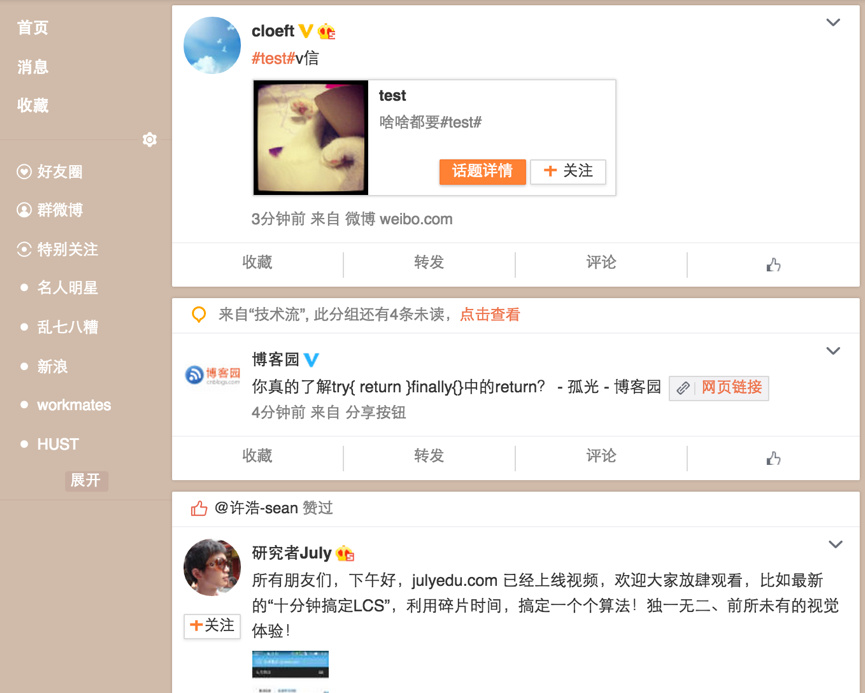 首页
消息
收藏
好友圈
群微博
特别关注
名人明星
乱七八糟
新浪
workmates
HUST
展开
cloeft
#test#v信
test
啥啥都要#test#
话题详情
+ 关注
3分钟前 来自 微博 weibo.com
收藏 转发 评论
来自“技术流”, 此分组还有4条未读，点击查看
博客园
cnblogs.com
博客园
你真的了解try{ return }finally{}中的return？ - 孤光 - 博客园 网页链接
4分钟前 来自 分享按钮
收藏 转发 评论
@许浩-sean 赞过
研究者July
所有朋友们，下午好，julyedu.com 已经上线视频，欢迎大家放肆观看，比如最新
的“十分钟搞定LCS”，利用碎片时间，搞定一个个算法！独一无二、前所未有的视觉
体验！
+关注